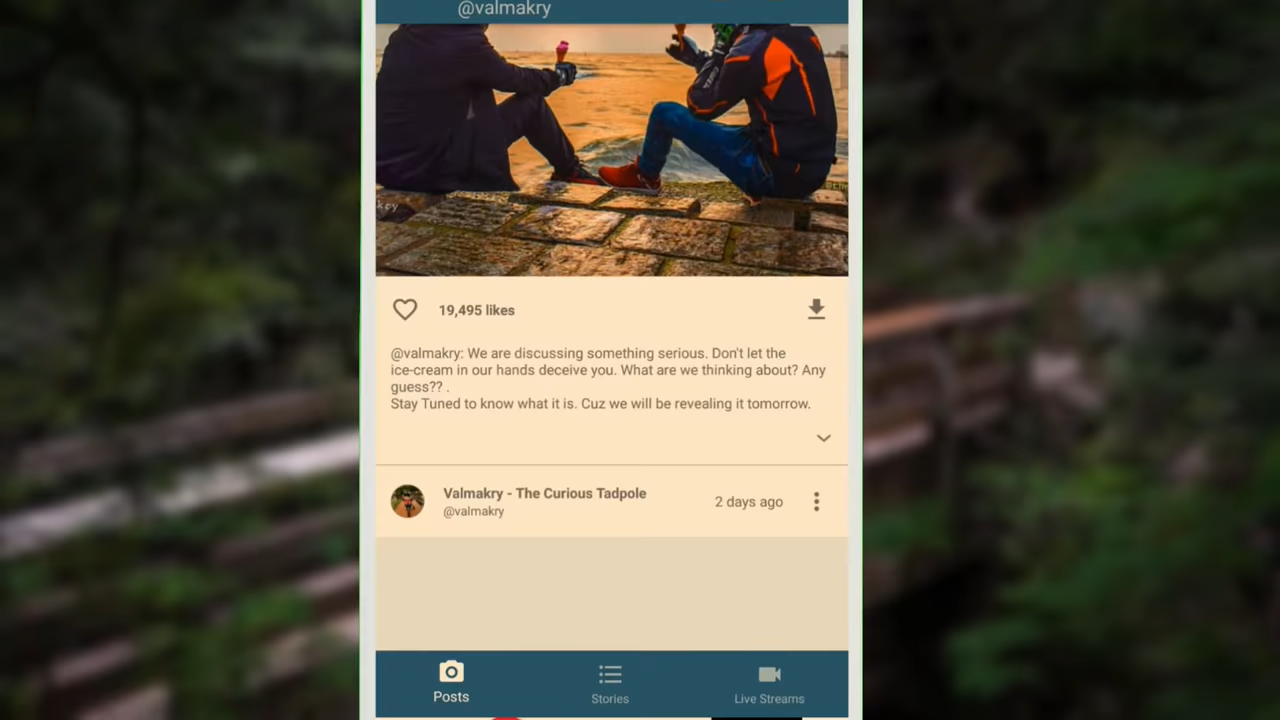 @valmakry
19,495 likes
@valmakry: We are discussing something serious. Don't let the
ice-cream in our hands deceive you. What are we thinking about? Any
guess?? .
Stay Tuned to know what it is. Cuz we will be revealing it tomorrow.
Valmakry - The Curious Tadpole
2 days ago
@valmakry
Posts
Stories
Live Streams